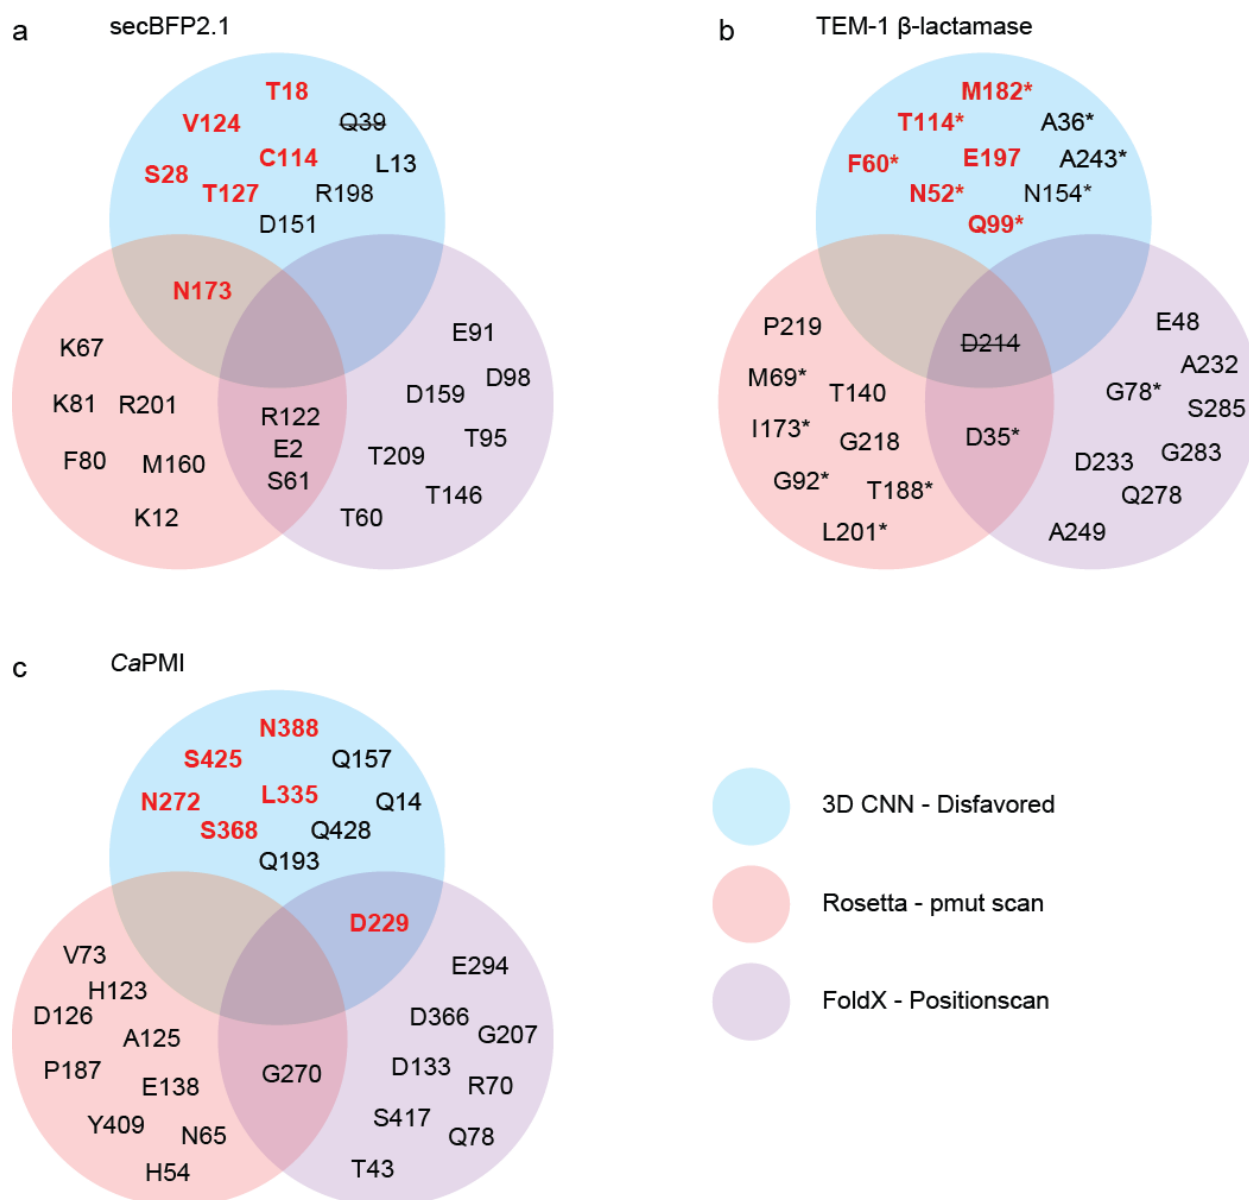 a
secBFP2.1
T18
V124
Q39
C114
L13
S28
T127
R198
D151
N173
K67
K81
R201
F80
M160
K12
R122
E2
S61
E91
D98
D159
T95
T209
T146
T60
b
TEM-1 β-lactamase
M182*
T114*
A36*
F60*
E197
A243*
N52*
N154*
Q99*
D214
P219
M69*
T140
I173*
G218
G92*
T188*
L201*
D35*
E48
A232
G78*
S285
D233
G283
Q278
A249
c
CaPMI
N388
S425
Q157
N272
L335
Q14
S368
Q428
Q193
D229
V73
H123
D126
A125
P187
E138
Y409
N65
H54
G270
E294
D366
G207
D133
R70
S417
Q78
T43
3D CNN - Disfavored
Rosetta - pmut scan
FoldX - Positionscan